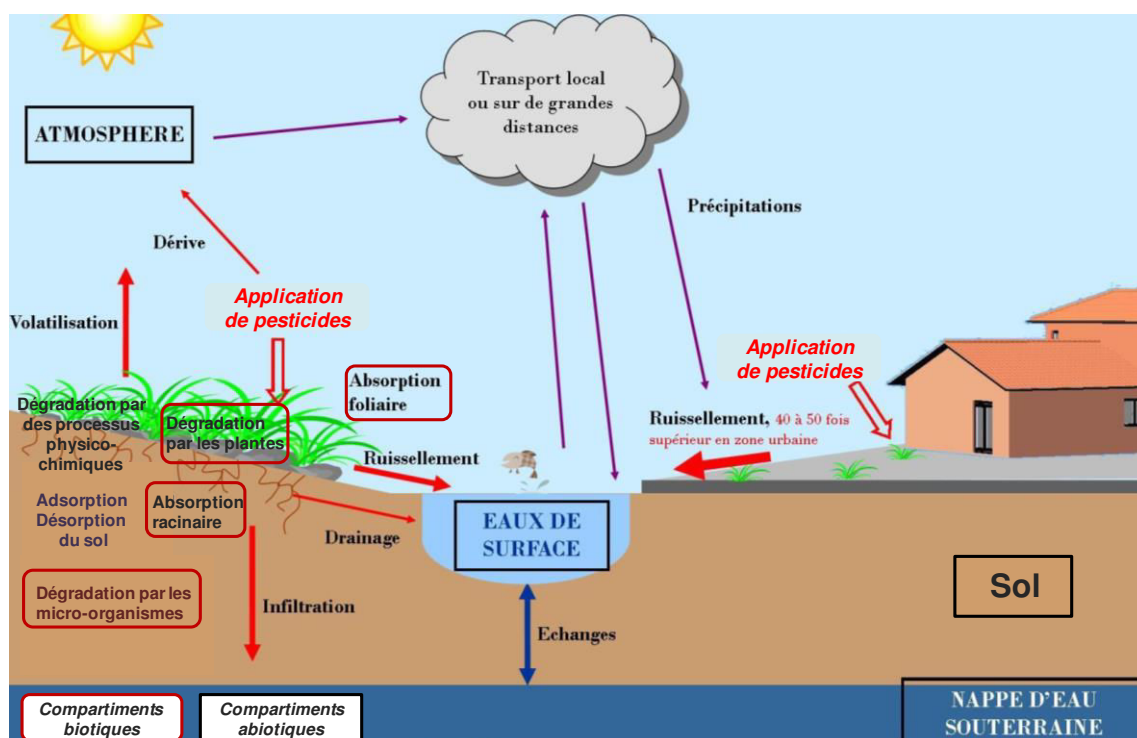 Transport local
ou sur de grandes
distances
ATMOSPHERE
Précipitations
Dérive
Application
de pesticides
Volatilisation
Application
de pesticides
Absorption
foliaire
Dégradation par
des processus
physico-
chimiques
Dégradation
par les plantes
Ruissellement, 40 à 50 fois
supérieur en zone urbaine
Ruissellement
Adsorption
Désorption
du sol
Absorption
racinaire
Drainage
EAUX DE
SURFACE
Sol
Dégradation par les
micro-organismes
Infiltration
Echanges
Compartiments
biotiques
Compartiments
abiotiques
NAPPE D'EAU
SOUTERRAINE